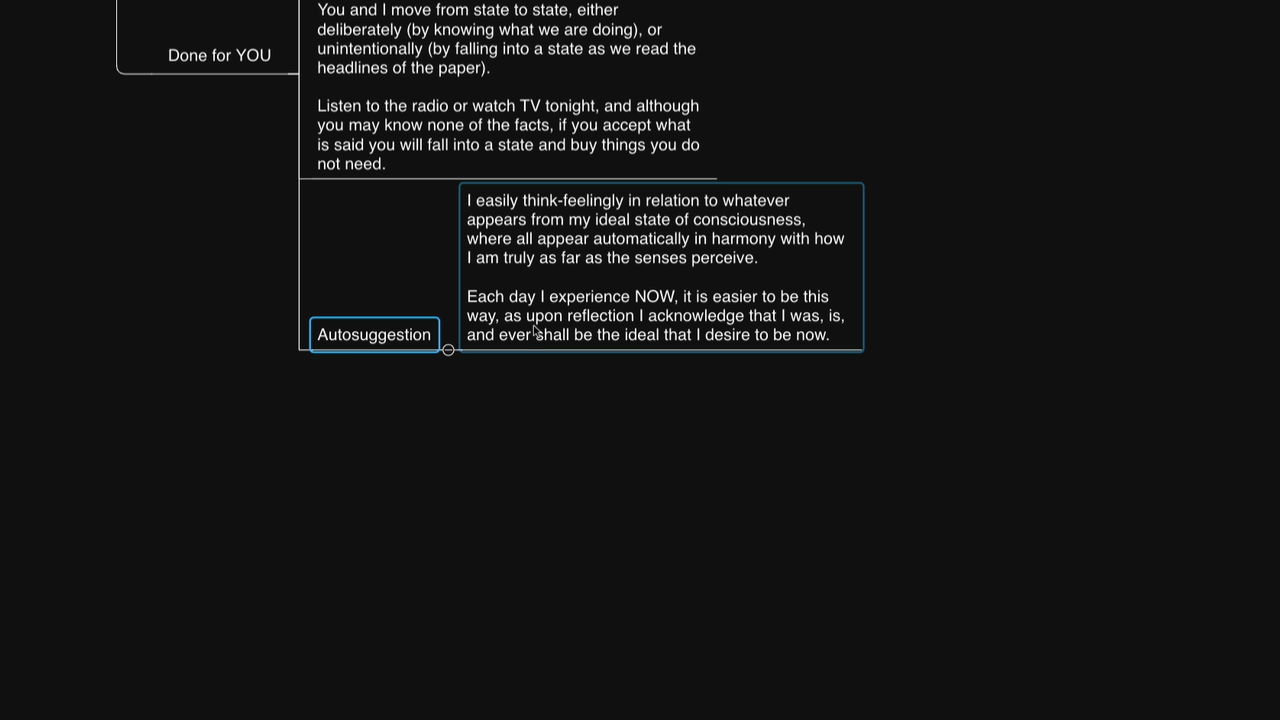 You and I move from state to state, either
deliberately (by knowing what we are doing), or
unintentionally (by falling into a state as we read the
headlines of the paper).
Done for YOU
Listen to the radio or watch TV tonight, and although
you may know none of the facts, if you accept what
is said you will fall into a state and buy things you do
not need.
I easily think-feelingly in relation to whatever
appears from my ideal state of consciousness,
where all appear automatically in harmony with how
I am truly as far as the senses perceive.
Each day I experience NOW, it is easier to be this
way, as upon reflection I acknowledge that I was, is,
and ever shall be the ideal that I desire to be now.
Autosuggestion